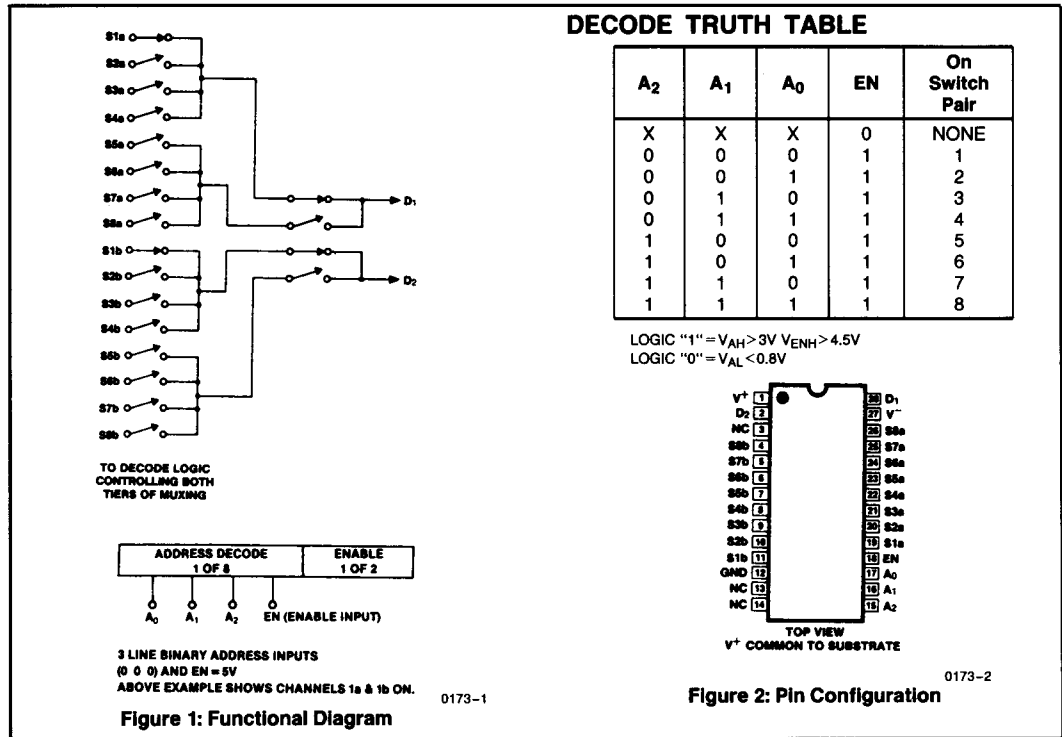 S1a
S2a
S3a
S4a
S5a
S6a
S7a
S8a
D1
S1b
S2b
S3b
S4b
S5b
S6b
S7b
S8b
D2
TO DECODE LOGIC
CONTROLLING BOTH
TIERS OF MUXING
ADDRESS DECODE
1 OF 8
ENABLE
1 OF 2
A0 A1 A2 EN (ENABLE INPUT)
3 LINE BINARY ADDRESS INPUTS
(0 0 0) AND EN = 5V
ABOVE EXAMPLE SHOWS CHANNELS 1a & 1b ON.
0173-1
Figure 1: Functional Diagram
DECODE TRUTH TABLE
A2 A1 A0 EN On Switch Pair
X X X 0 NONE
0 0 0 1 1
0 0 1 1 2
0 1 0 1 3
0 1 1 1 4
1 0 0 1 5
1 0 1 1 6
1 1 0 1 7
1 1 1 1 8
LOGIC "1" = VAH > 3V VENH > 4.5V
LOGIC "0" = VAL < 0.8V
V+ 1 28 D1
D2 2 27 V−
NC 3 26 S8a
S8b 4 25 S7a
S7b 5 24 S6a
S6b 6 23 S5a
S5b 7 22 S4a
S4b 8 21 S3a
S3b 9 20 S2a
S2b 10 19 S1a
S1b 11 18 EN
GND 12 17 A0
NC 13 16 A1
NC 14 15 A2
TOP VIEW
V+ COMMON TO SUBSTRATE
0173-2
Figure 2: Pin Configuration